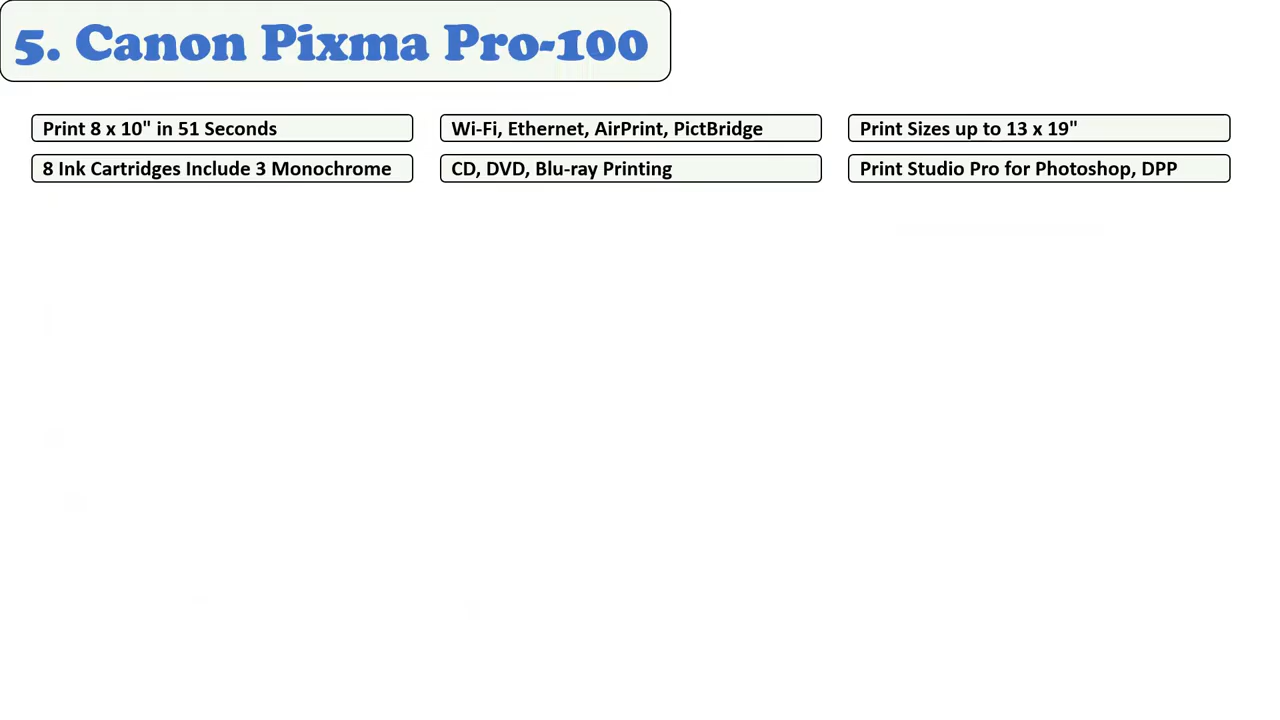 5. Canon Pixma Pro-100
Print 8 x 10" in 51 Seconds
Wi-Fi, Ethernet, AirPrint, PictBridge
Print Sizes up to 13 x 19"
8 Ink Cartridges Include 3 Monochrome
CD, DVD, Blu-ray Printing
Print Studio Pro for Photoshop, DPP